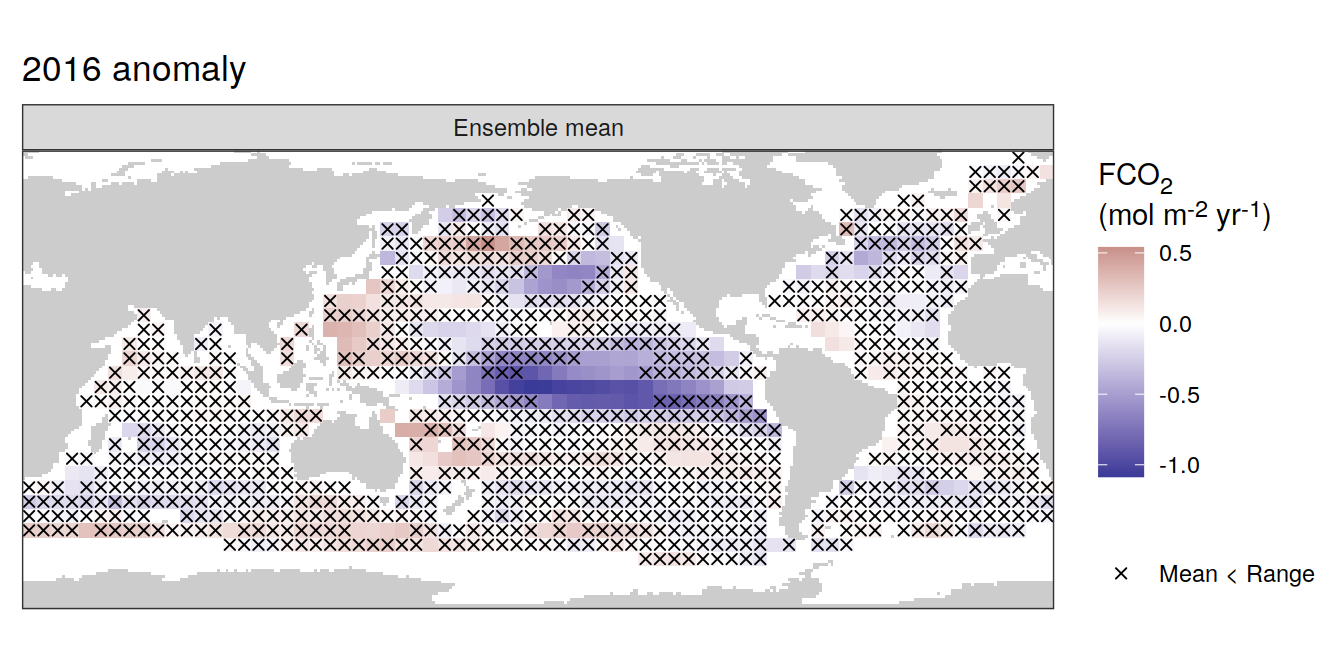 2016 anomaly
Ensemble mean
FCO₂
(mol m⁻² yr⁻¹)
0.5
0.0
-0.5
-1.0
× Mean < Range